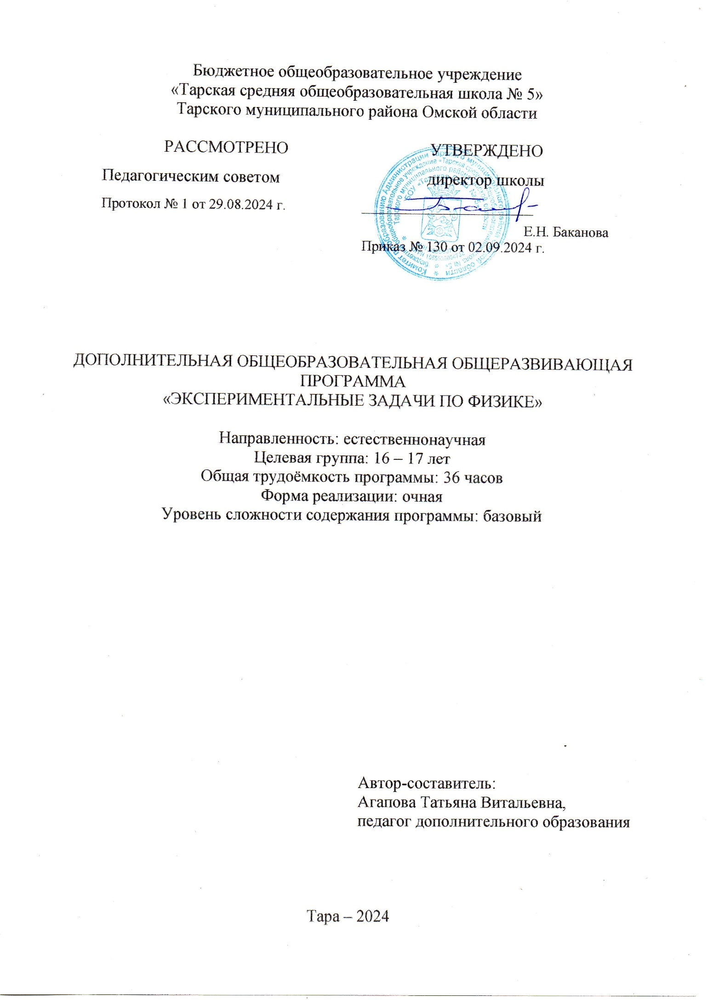 Бюджетное общеобразовательное учреждение
«Тарская средняя общеобразовательная школа № 5»
Тарского муниципального района Омской области
РАССМОТРЕНО
Педагогическим советом
Протокол № 1 от 29.08.2024 г.
УТВЕРЖДЕНО
директор школы
Е.Н. Баканова
Приказ № 130 от 02.09.2024 г.
ДОПОЛНИТЕЛЬНАЯ ОБЩЕОБРАЗОВАТЕЛЬНАЯ ОБЩЕРАЗВИВАЮЩАЯ
ПРОГРАММА
«ЭКСПЕРИМЕНТАЛЬНЫЕ ЗАДАЧИ ПО ФИЗИКЕ»
Направленность: естественнонаучная
Целевая группа: 16 – 17 лет
Общая трудоёмкость программы: 36 часов
Форма реализации: очная
Уровень сложности содержания программы: базовый
Автор-составитель:
Агапова Татьяна Витальевна,
педагог дополнительного образования
Тара – 2024